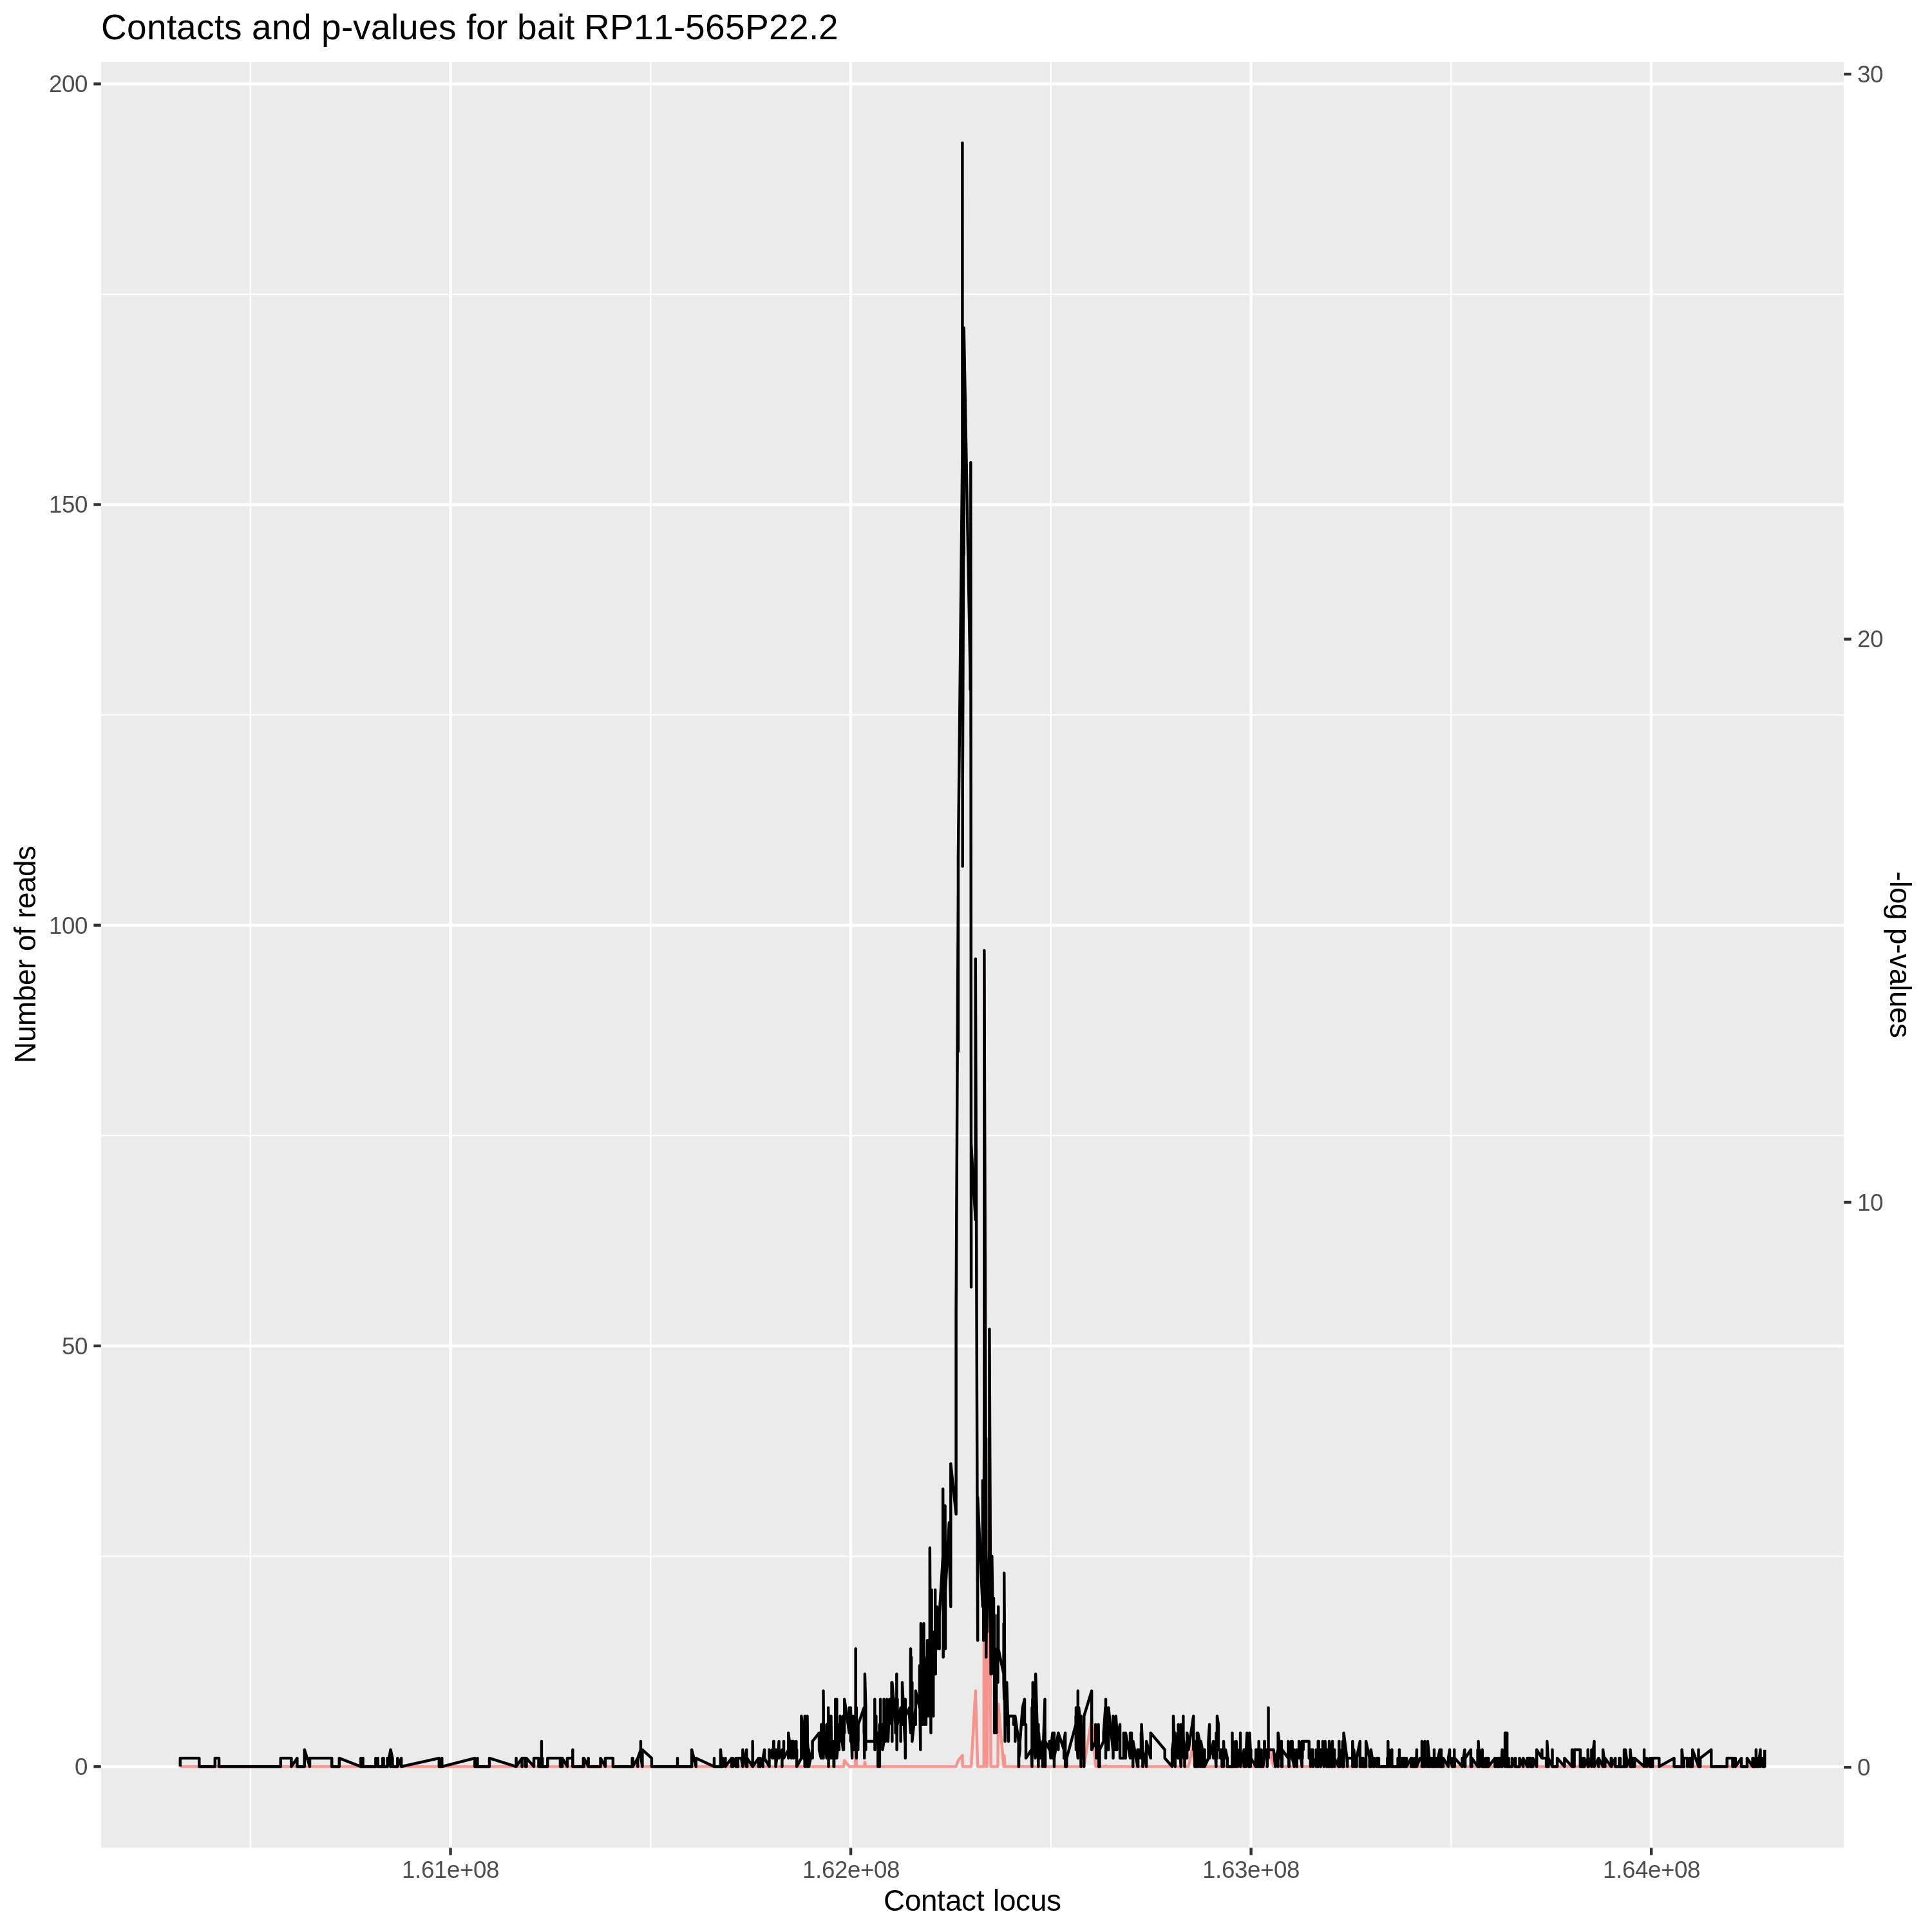 Contacts and p-values for bait RP11-565P22.2
200
150
100
50
0
Number of reads
30
20
10
0
-log p-values
1.61e+08
1.62e+08
1.63e+08
1.64e+08
Contact locus